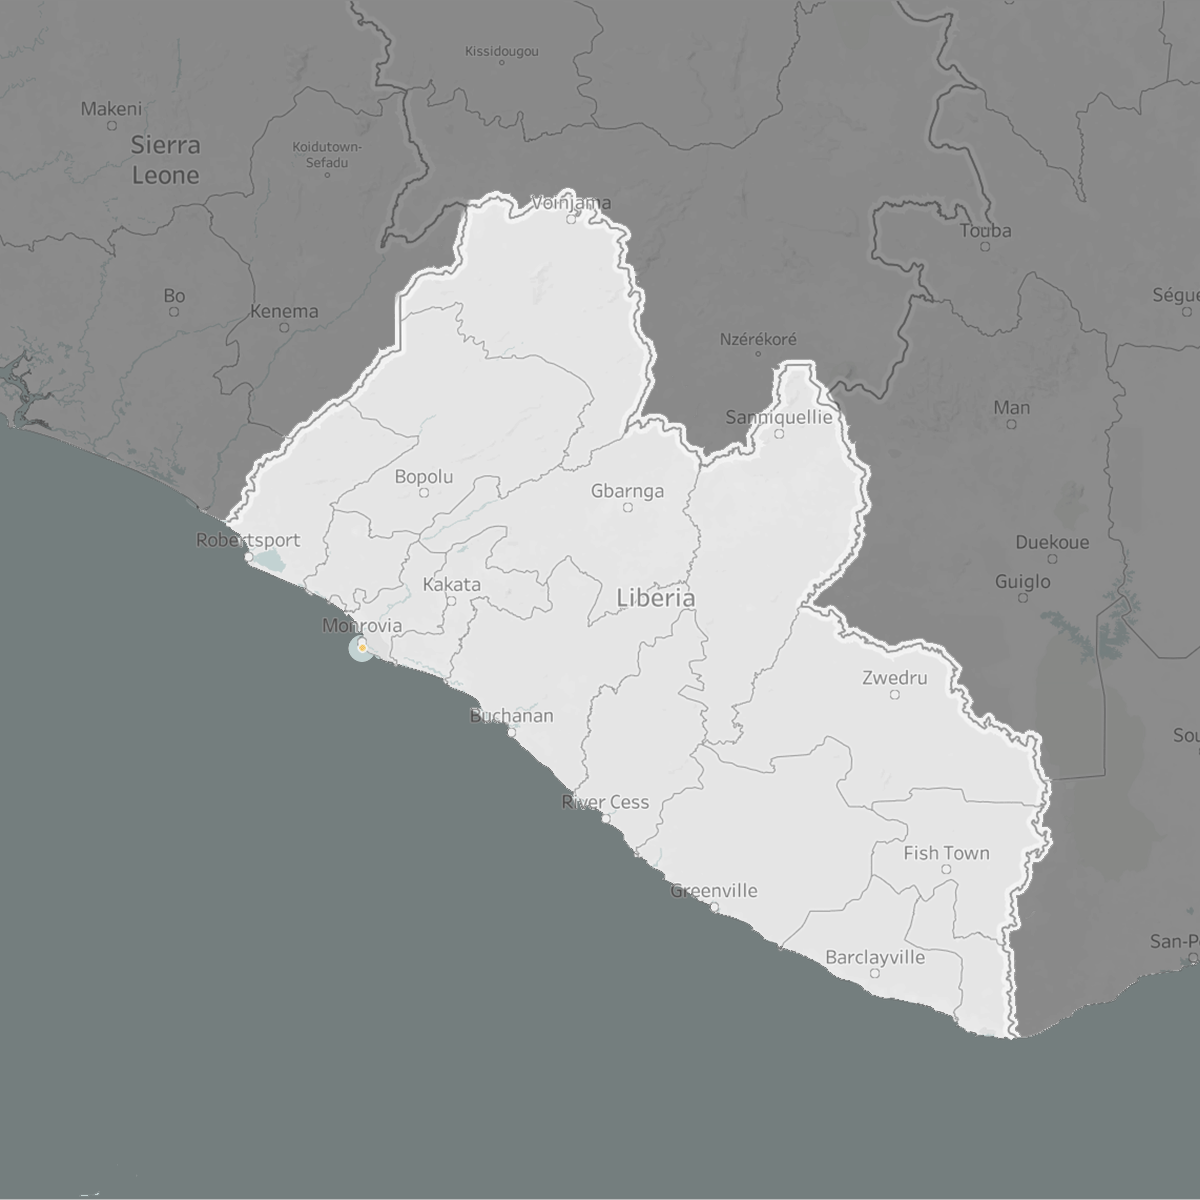 Kissidougou
Makeni
Sierra
Leone
Koidutown-
Sefadu
Voinjama
Touba
Bo
Kenema
Ségue
Nzérékoré
Man
Sanniquellie
Bopolu
Gbarnga
Robertsport
Duekoue
Kakata
Guiglo
Liberia
Monrovia
Zwedru
Buchanan
Sou
River Cess
Fish Town
Greenville
San-P
Barclayville